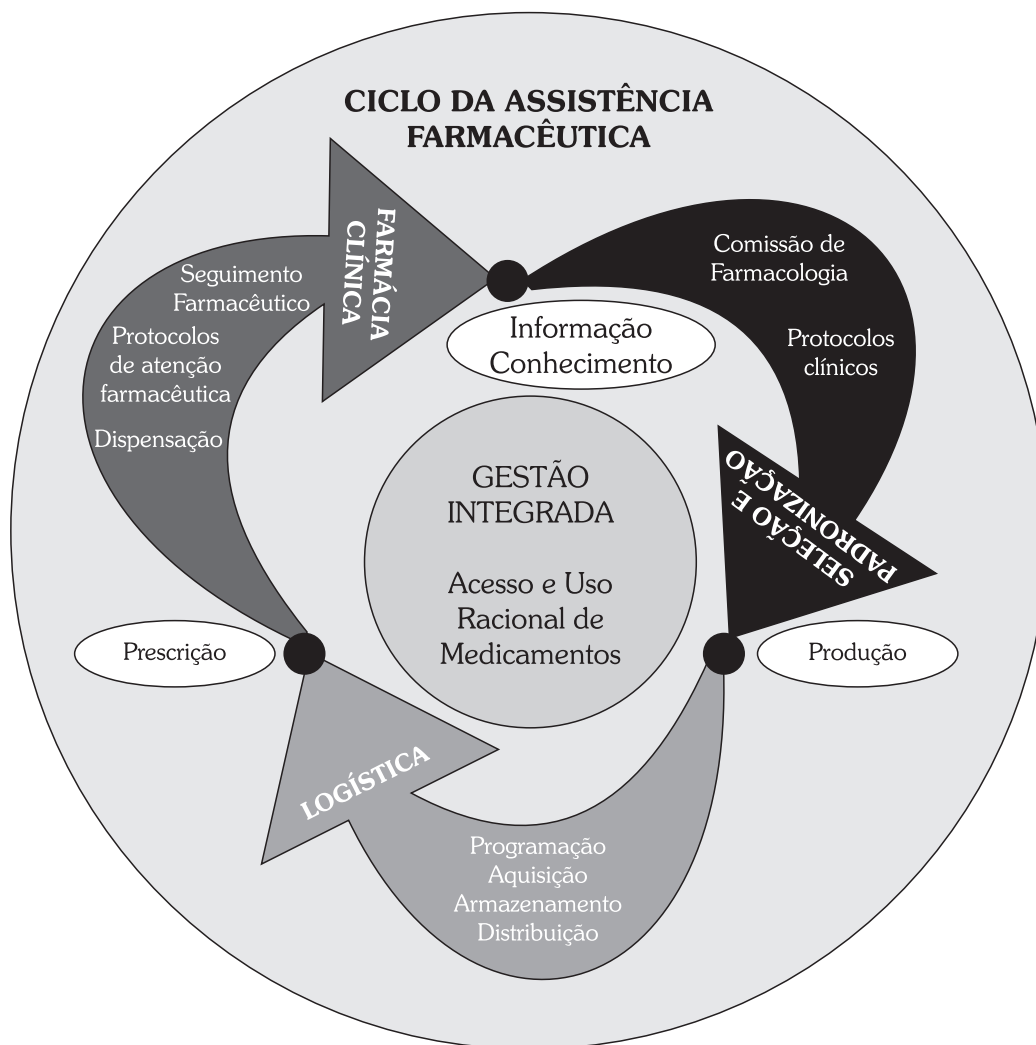 CICLO DA ASSISTÊNCIA
FARMACÊUTICA
FARMÁCIA
CLÍNICA
Seguimento
Farmacêutico
Protocolos
de atenção
farmacêutica
Dispensação
Comissão de
Farmacologia
Protocolos
clínicos
Informação
Conhecimento
SELEÇÃO E
PADRONIZAÇÃO
GESTÃO
INTEGRADA
Acesso e Uso
Racional de
Medicamentos
Prescrição
Produção
LOGÍSTICA
Programação
Aquisição
Armazenamento
Distribuição